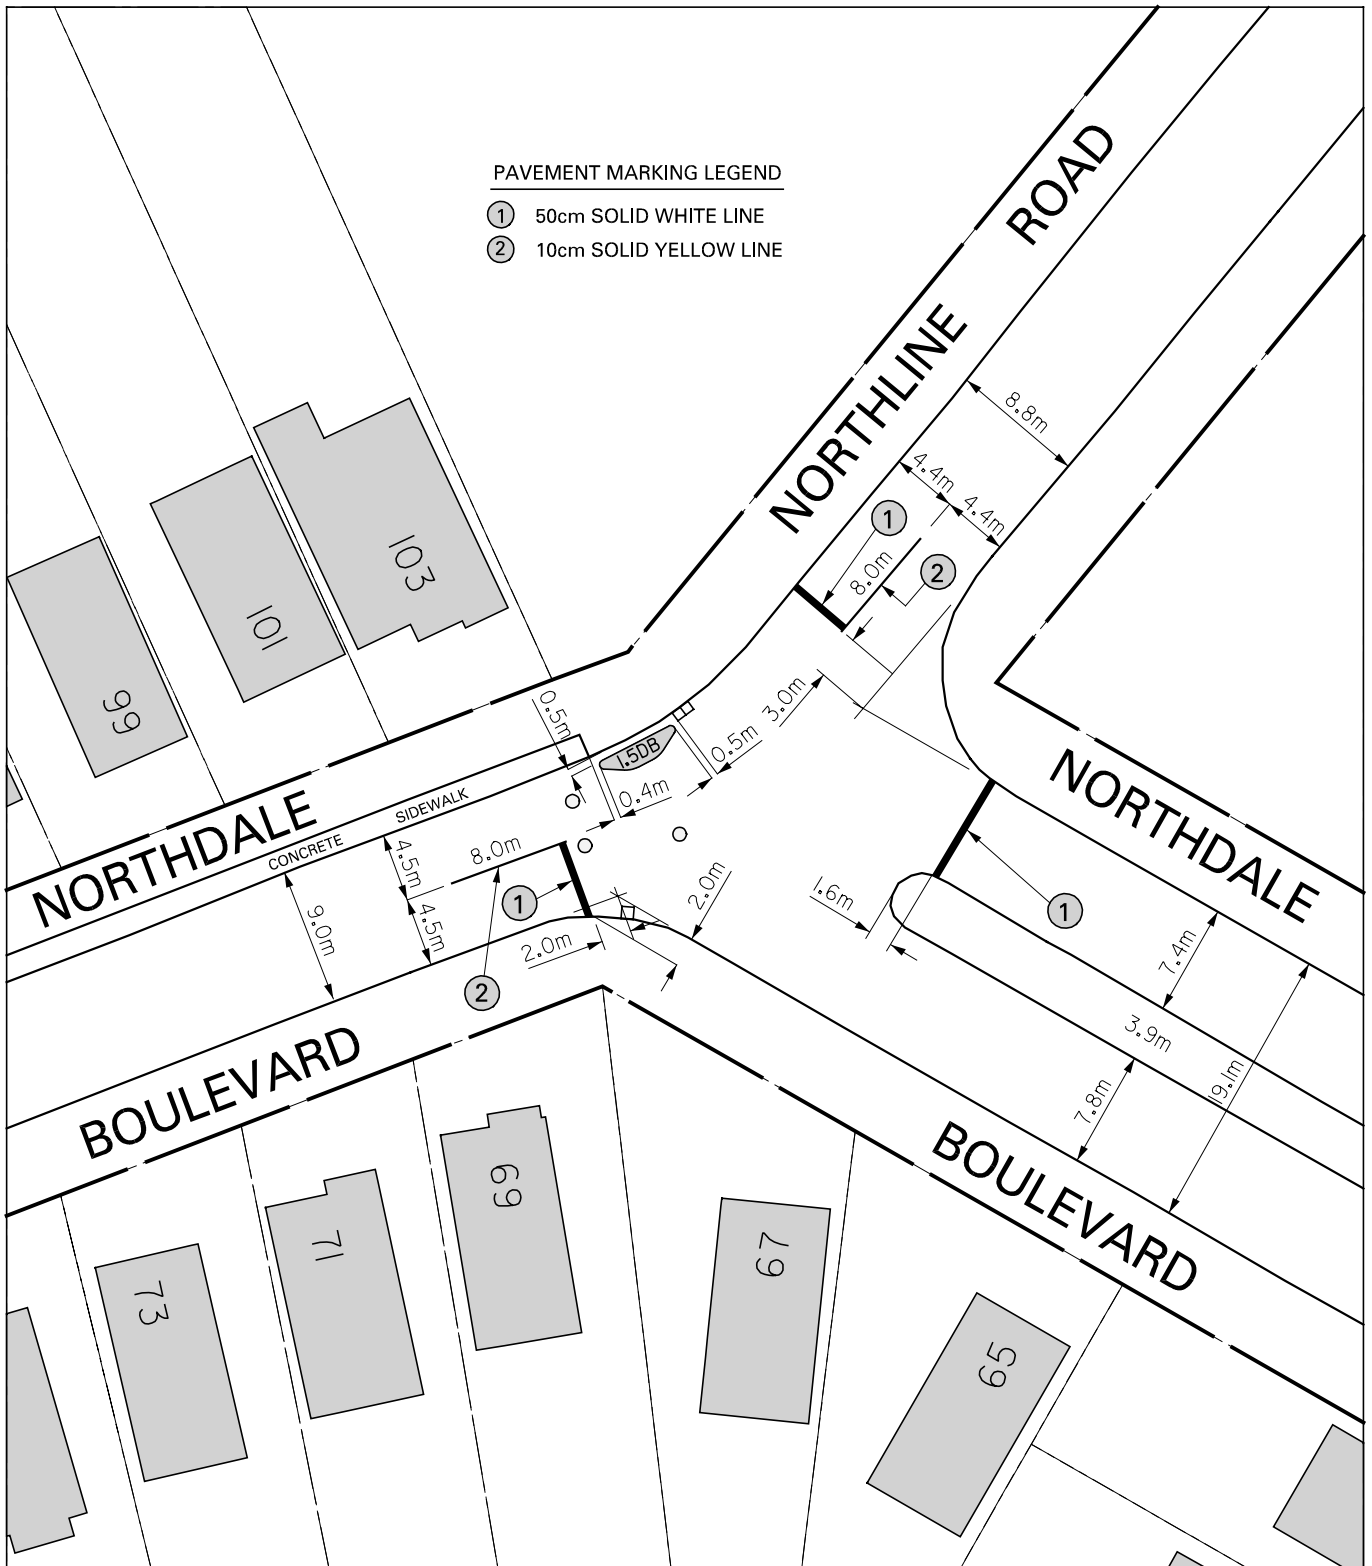 PAVEMENT MARKING LEGEND
1 50cm SOLID WHITE LINE
2 10cm SOLID YELLOW LINE
NORTHLINE ROAD
8.8m
4.4m
4.4m
1
8.0m
2
103
101
99
0.5m
1.5DB
0.5m
3.0m
0.4m
NORTHDALE
CONCRETE SIDEWALK
NORTHDALE
4.5m
8.0m
4.5m
9.0m
1
2.0m
2.0m
2
1.6m
1
7.4m
3.9m
19.1m
7.8m
BOULEVARD
BOULEVARD
69
71
73
67
65